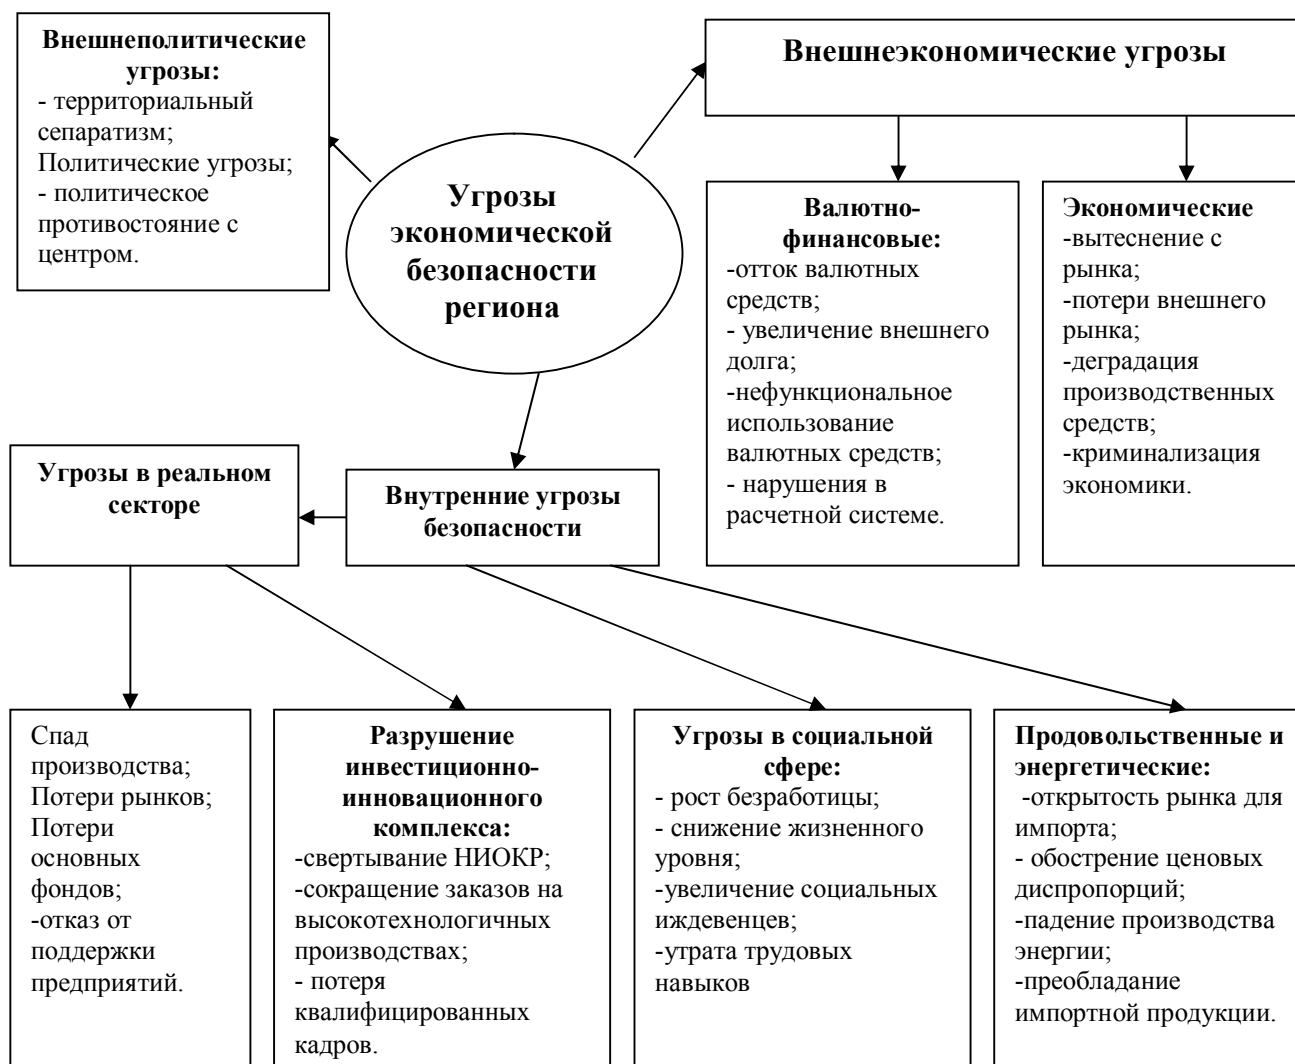 Внешнеполитические
угрозы:
- территориальный
сепаратизм;
Политические угрозы;
- политическое
противостояние с
центром.
Внешнеэкономические угрозы
Угрозы
экономической
безопасности
региона
Валютно-
финансовые:
-отток валютных
средств;
- увеличение внешнего
долга;
-нефункциональное
использование
валютных средств;
- нарушения в
расчетной системе.
Экономические
-вытеснение с
рынка;
-потери внешнего
рынка;
-деградация
производственных
средств;
-криминализация
экономики.
Угрозы в реальном
секторе
Внутренние угрозы
безопасности
Спад
производства;
Потери рынков;
Потери
основных
фондов;
-отказ от
поддержки
предприятий.
Разрушение
инвестиционно-
инновационного
комплекса:
-свертывание НИОКР;
-сокращение заказов на
высокотехнологичных
производствах;
- потеря
квалифицированных
кадров.
Угрозы в социальной
сфере:
- рост безработицы;
- снижение жизненного
уровня;
-увеличение социальных
иждевенцев;
-утрата трудовых
навыков
Продовольственные и
энергетические:
-открытость рынка для
импорта;
- обострение ценовых
диспропорций;
-падение производства
энергии;
-преобладание
импортной продукции.